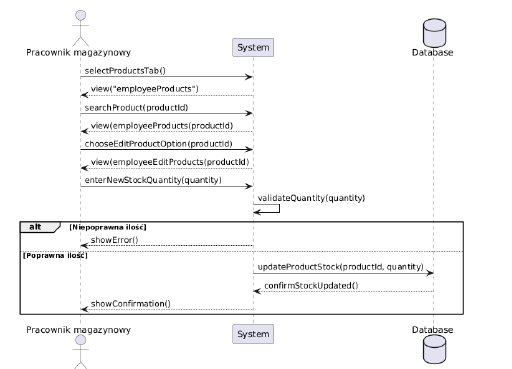 Pracownik magazynowy
System
Database
selectProductsTab()
view("employeeProducts")
searchProduct(productId)
view(employeeProducts(productId)
chooseEditProductOption(productId)
view(employeeEditProducts(productId)
enterNewStockQuantity(quantity)
validateQuantity(quantity)
alt [Niepoprawna ilość]
showError()
[Poprawna ilość]
updateProductStock(productId, quantity)
confirmStockUpdated()
showConfirmation()
Pracownik magazynowy
System
Database